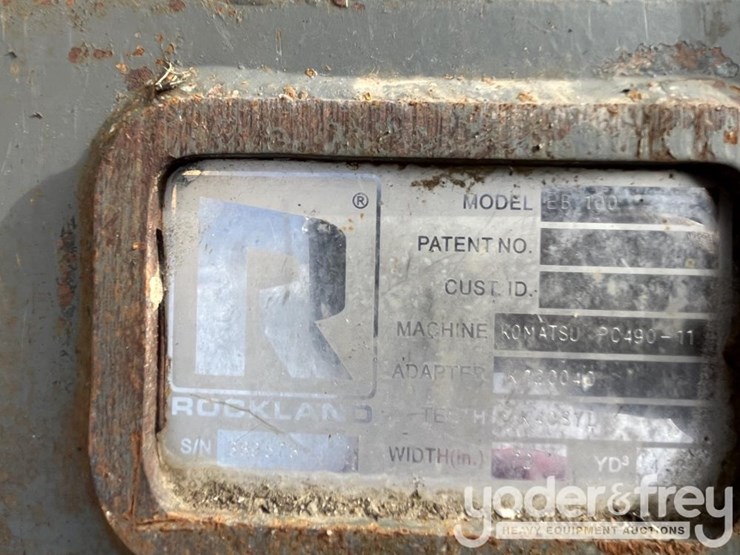 ®
ROCKLAND
S/N
MODEL
PATENT NO.
CUST. ID.
MACHINE KOMATSU PC490-11
ADAPTER
TEETH
WIDTH(in.) YD³
yoder&frey
HEAVY EQUIPMENT AUCTIONS